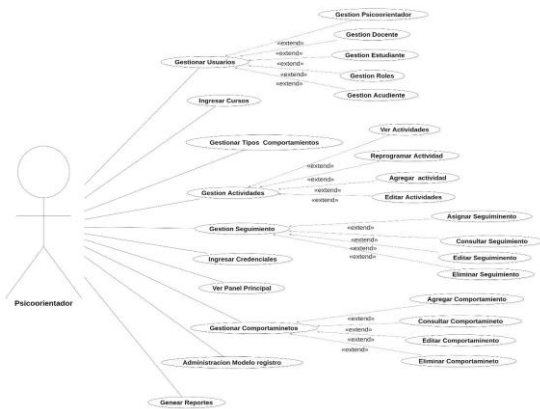 Gestion Psicoorientador
Gestion Docente
«extend»
«extend»
Gestionar Usuarios
Gestion Estudiante
«extend»
«extend»
Gestion Roles
«extend»
Gestion Acudiente
Ingresar Cursos
Ver Actividades
Gestionar Tipos Comportamientos
Reprogramar Actividad
«extend»
Agregar actividad
«extend»
Gestion Actividades
«extend»
Editar Actividades
«extend»
Asignar Seguiminento
Gestion Seguimiento
«extend»
Consultar Seguimiento
«extend»
«extend»
Editar Seguimiento
Ingresar Credenciales
«extend»
Eliminar Seguimiento
Ver Panel Principal
Psicoorientador
Agregar Comportamiento
«extend»
Consultar Comportamineto
Gestionar Comportaminetos
«extend»
Editar Comportamineto
«extend»
«extend»
Eliminar Comportamineto
Administracion Modelo registro
Genear Reportes